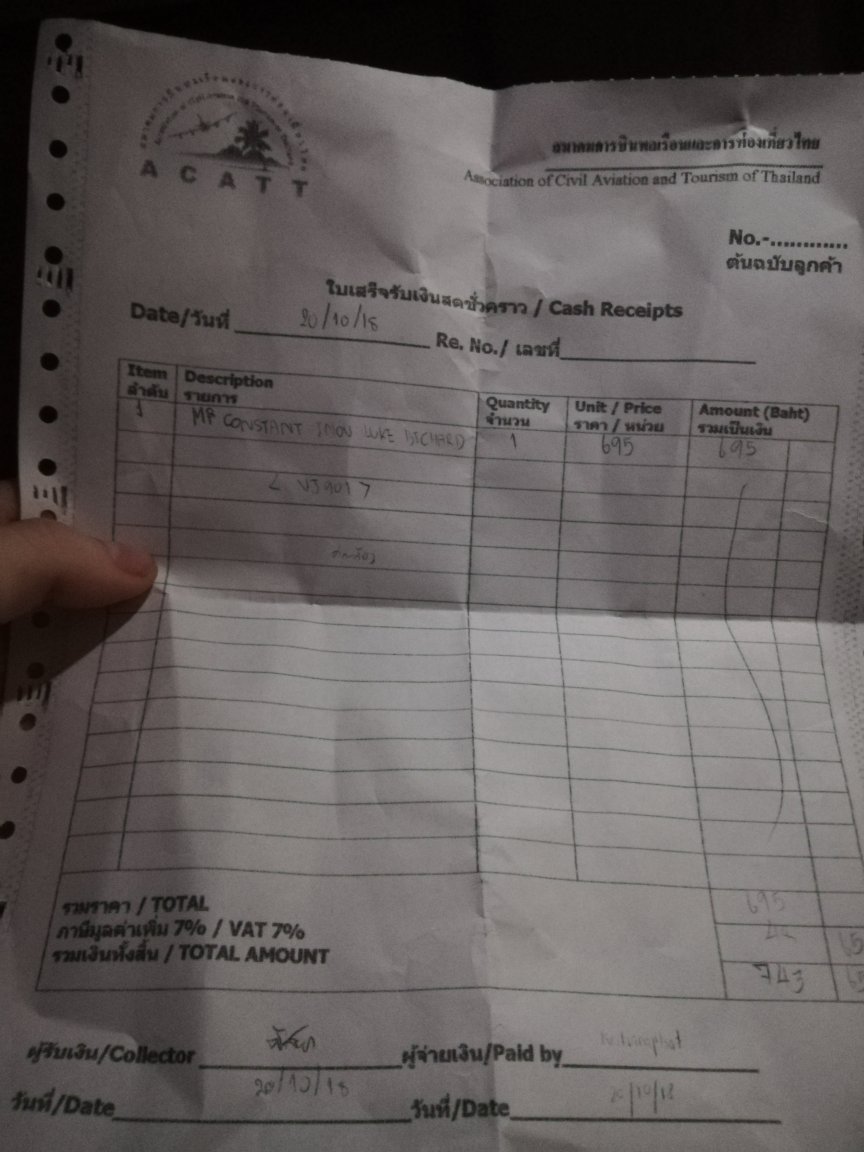 A C A T T
สมาคมการบินพลเรือนและการท่องเที่ยวไทย
Association of Civil Aviation and Tourism of Thailand
No.-............
ต้นฉบับลูกค้า
ใบเสร็จรับเงินสดชั่วคราว / Cash Receipts
Date/วันที่ 20/10/18 Re. No./ เลขที่
Item Description Quantity Unit / Price Amount (Baht)
ลำดับ รายการ จำนวน ราคา / หน่วย รวมเป็นเงิน
1 MR CONSTANT LUKE 1 695 695
VJ9017
รวมราคา / TOTAL 695
ภาษีมูลค่าเพิ่ม 7% / VAT 7%
รวมเงินทั้งสิ้น / TOTAL AMOUNT 743
ผู้รับเงิน/Collector ผู้จ่ายเงิน/Paid by
วันที่/Date 20/10/18 วันที่/Date 20/10/18